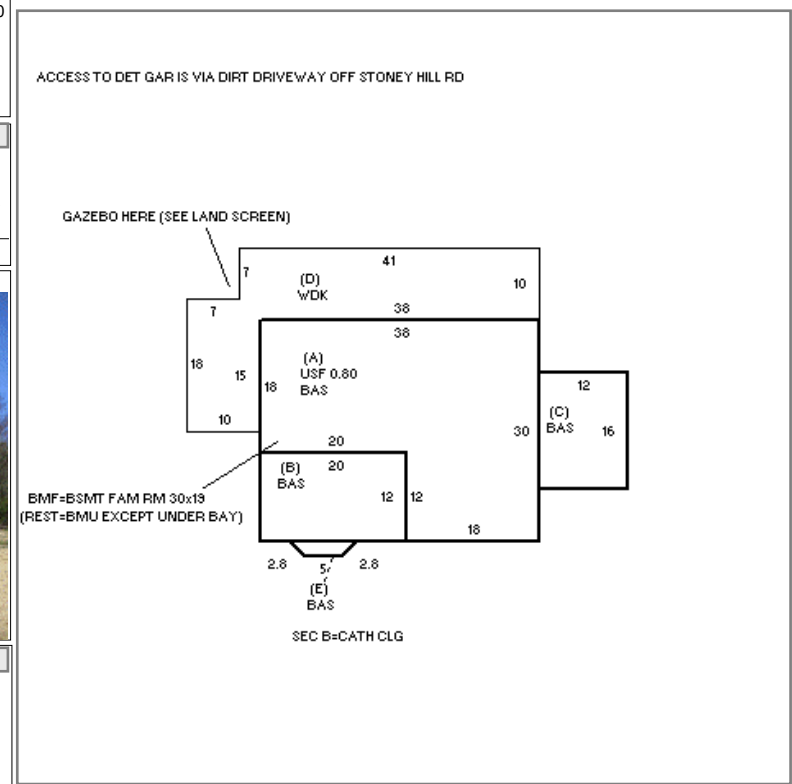 ACCESS TO DET GAR IS VIA DIRT DRIVEWAY OFF STONEY HILL RD
GAZEBO HERE (SEE LAND SCREEN)
41
7
(D)
WDK
10
7
38
38
18
15
18
(A)
USF 0.80
BAS
12
(C)
BAS
16
10
30
20
20
(B)
BAS
12
12
BMF=BSMT FAM RM 30x19
(REST=BMU EXCEPT UNDER BAY)
18
2.8
5
2.8
(E)
BAS
SEC B=CATH CLG